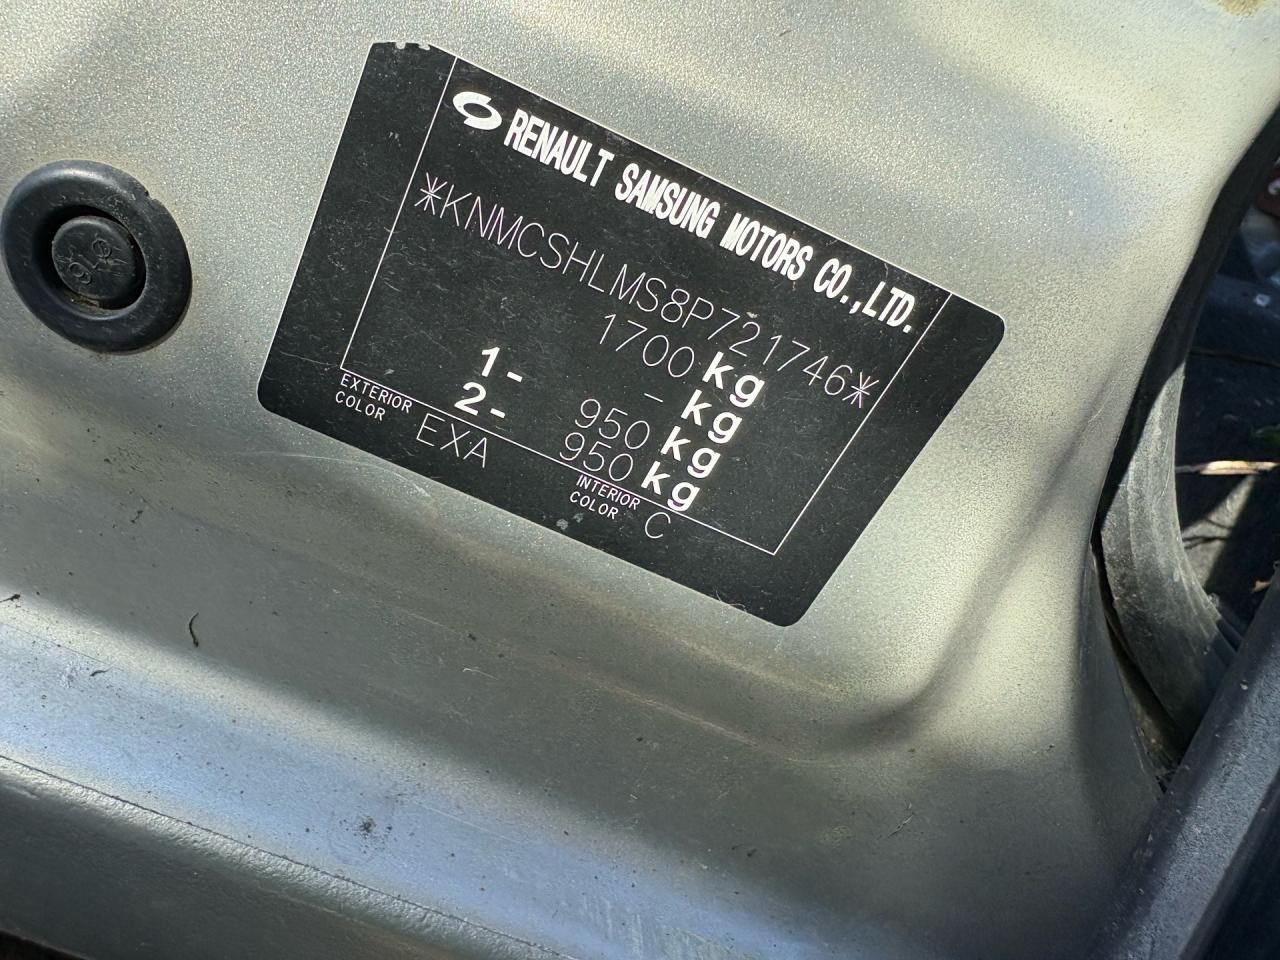 RENAULT SAMSUNG MOTORS CO.,LTD.
*KNMCSHLMS8P721746*
1700 kg
- kg
1- 950 kg
2- 950 kg
EXTERIOR COLOR EXA
INTERIOR COLOR C